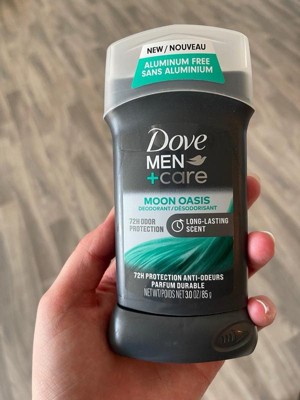 NEW / NOUVEAU
ALUMINUM FREE
SANS ALUMINIUM
Dove
MEN
+care
MOON OASIS
DEODORANT/DÉSODORISANT
72H ODOR
PROTECTION
LONG-LASTING
SCENT
72H PROTECTION ANTI-ODEURS
PARFUM DURABLE
NET WT/POIDS NET 3.0 OZ/85 g